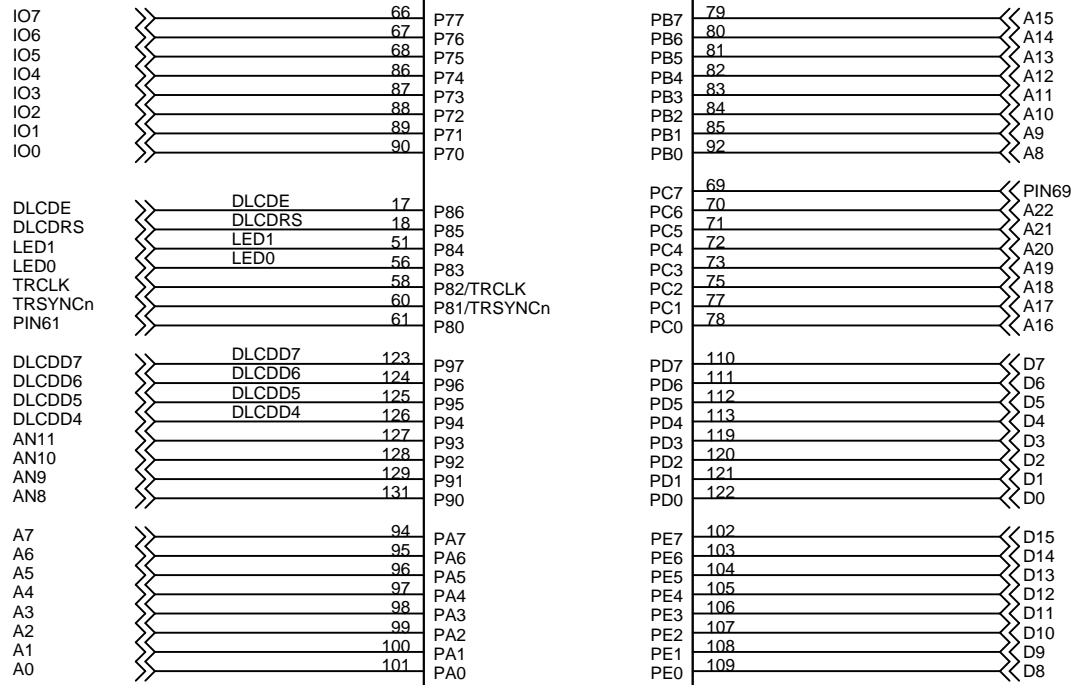 IO7 66 P77 PB7 79 A15
IO6 67 P76 PB6 80 A14
IO5 68 P75 PB5 81 A13
IO4 86 P74 PB4 82 A12
IO3 87 P73 PB3 83 A11
IO2 88 P72 PB2 84 A10
IO1 89 P71 PB1 85 A9
IO0 90 P70 PB0 92 A8
PC7 69 PIN69
DLCDE DLCDE 17 P86 PC6 70 A22
DLCDRS DLCDRS 18 P85 PC5 71 A21
LED1 LED1 51 P84 PC4 72 A20
LED0 LED0 56 P83 PC3 73 A19
TRCLK 58 P82/TRCLK PC2 75 A18
TRSYNCn 60 P81/TRSYNCn PC1 77 A17
PIN61 61 P80 PC0 78 A16
DLCDD7 DLCDD7 123 P97 PD7 110 D7
DLCDD6 DLCDD6 124 P96 PD6 111 D6
DLCDD5 DLCDD5 125 P95 PD5 112 D5
DLCDD4 DLCDD4 126 P94 PD4 113 D4
AN11 127 P93 PD3 119 D3
AN10 128 P92 PD2 120 D2
AN9 129 P91 PD1 121 D1
AN8 131 P90 PD0 122 D0
A7 94 PA7 PE7 102 D15
A6 95 PA6 PE6 103 D14
A5 96 PA5 PE5 104 D13
A4 97 PA4 PE4 105 D12
A3 98 PA3 PE3 106 D11
A2 99 PA2 PE2 107 D10
A1 100 PA1 PE1 108 D9
A0 101 PA0 PE0 109 D8